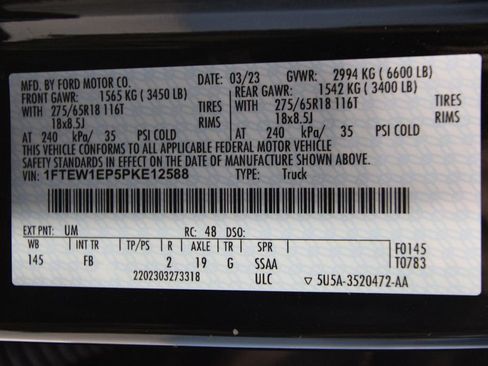 MFD. BY FORD MOTOR CO. DATE: 03/23 GVWR: 2994 KG (6600 LB)
FRONT GAWR: 1565 KG (3450 LB) REAR GAWR: 1542 KG (3400 LB)
WITH 275/65R18 116T TIRES WITH 275/65R18 116T TIRES
18x8.5J RIMS 18x8.5J RIMS
AT 240 kPa/ 35 PSI COLD AT 240 kPa/ 35 PSI COLD
THIS VEHICLE CONFORMS TO ALL APPLICABLE FEDERAL MOTOR VEHICLE
SAFETY STANDARDS IN EFFECT ON THE DATE OF MANUFACTURE SHOWN ABOVE.
VIN: 1FTEW1EP5PKE12588 TYPE: Truck
EXT PNT: UM RC: 48 DSO:
WB INT TR TP/PS R AXLE TR SPR F0145
145 FB 2 19 G SSAA T0783
2202303273318 ULC 5U5A-3520472-AA